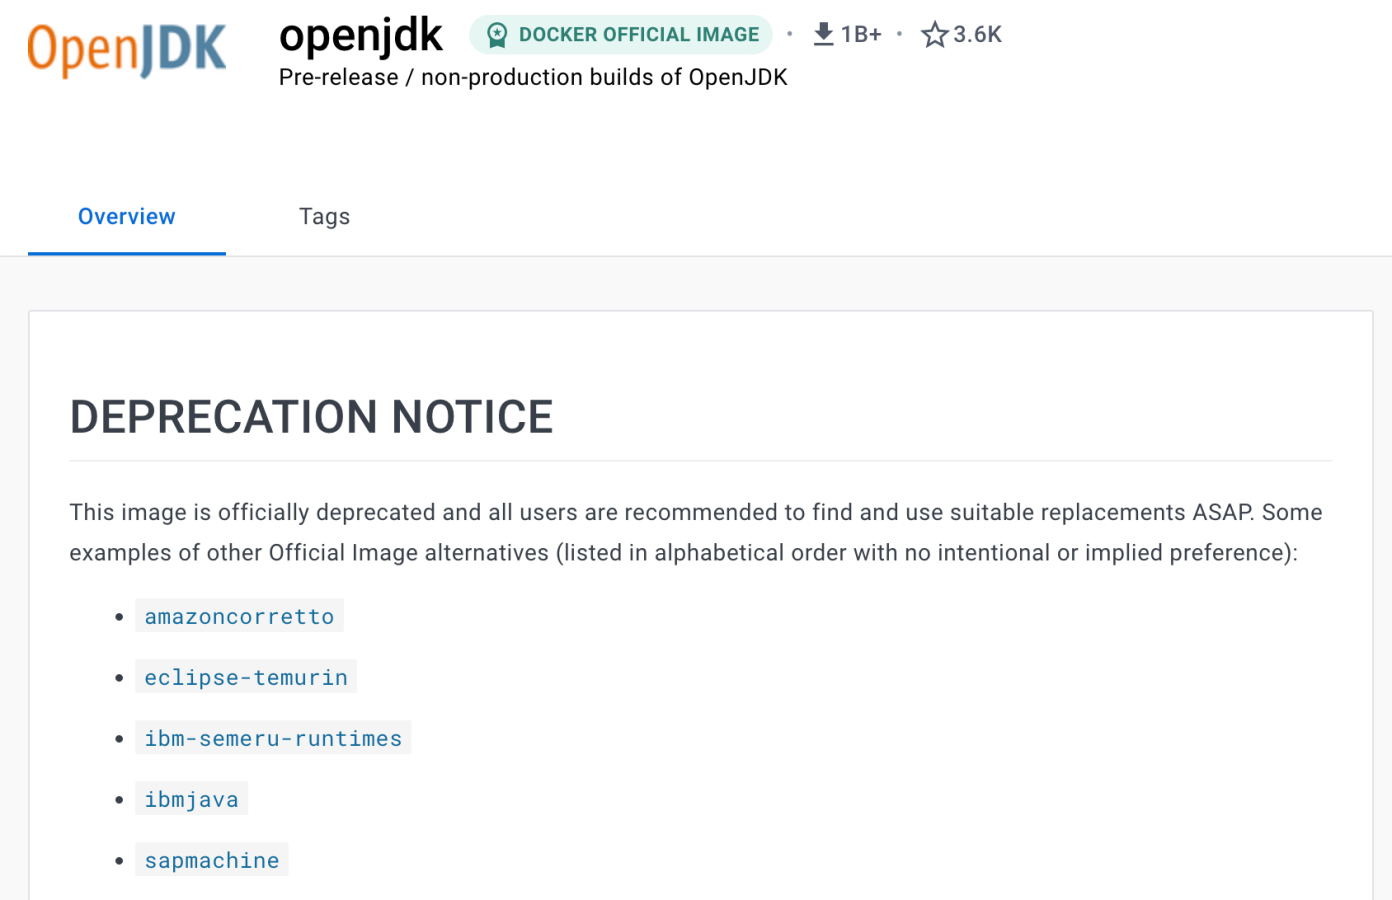 OpenJDK
openjdk DOCKER OFFICIAL IMAGE · 1B+ · 3.6K
Pre-release / non-production builds of OpenJDK
Overview Tags
DEPRECATION NOTICE
This image is officially deprecated and all users are recommended to find and use suitable replacements ASAP. Some
examples of other Official Image alternatives (listed in alphabetical order with no intentional or implied preference):
• amazoncorretto
• eclipse-temurin
• ibm-semeru-runtimes
• ibmjava
• sapmachine